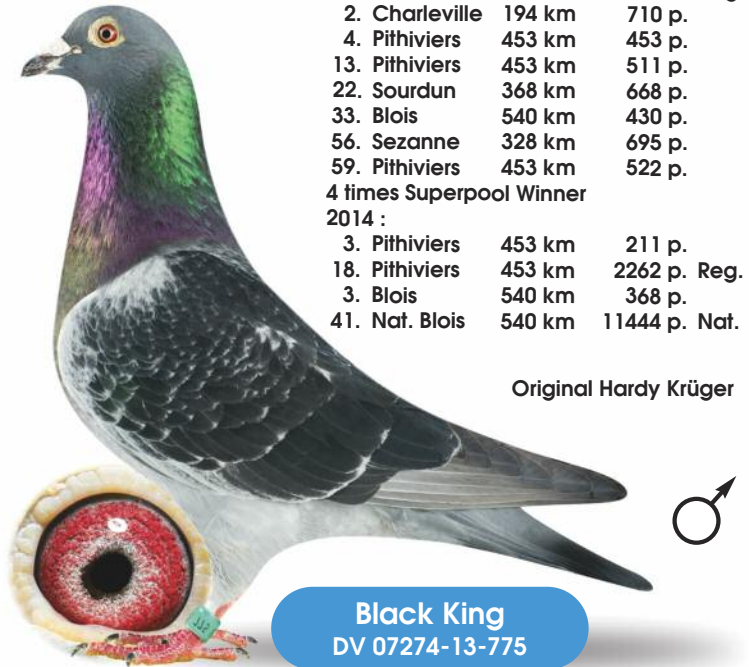 2. Charleville 194 km 710 p.
4. Pithiviers 453 km 453 p.
13. Pithiviers 453 km 511 p.
22. Sourdun 368 km 668 p.
33. Blois 540 km 430 p.
56. Sezanne 328 km 695 p.
59. Pithiviers 453 km 522 p.
4 times Superpool Winner
2014 :
3. Pithiviers 453 km 211 p.
18. Pithiviers 453 km 2262 p. Reg.
3. Blois 540 km 368 p.
41. Nat. Blois 540 km 11444 p. Nat.
Original Hardy Krüger
Black King
DV 07274-13-775